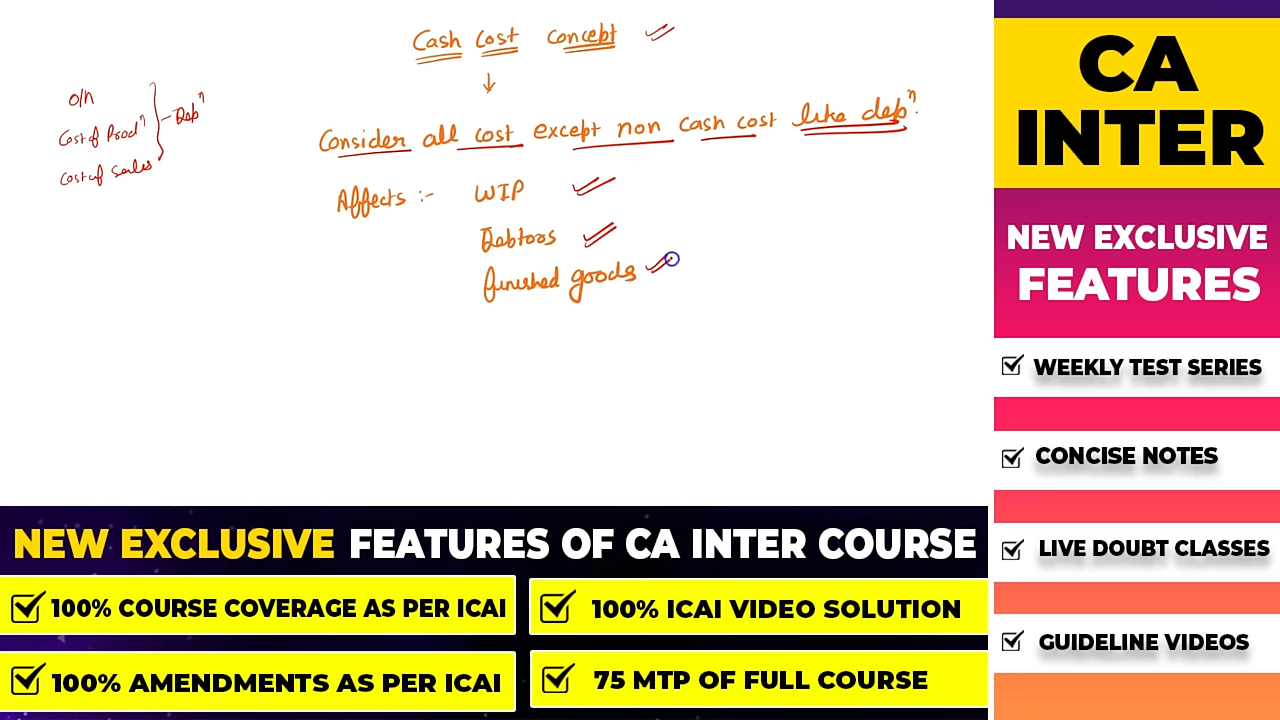 Cash Cost Concept
O/H
Cost of Prodⁿ
Cost of Sales
- Depⁿ
Consider all cost except non cash cost like depⁿ.
Affects :- WIP
Debtors
finished goods
CA
INTER
NEW EXCLUSIVE
FEATURES
WEEKLY TEST SERIES
CONCISE NOTES
LIVE DOUBT CLASSES
GUIDELINE VIDEOS
NEW EXCLUSIVE FEATURES OF CA INTER COURSE
100% COURSE COVERAGE AS PER ICAI
100% ICAI VIDEO SOLUTION
100% AMENDMENTS AS PER ICAI
75 MTP OF FULL COURSE